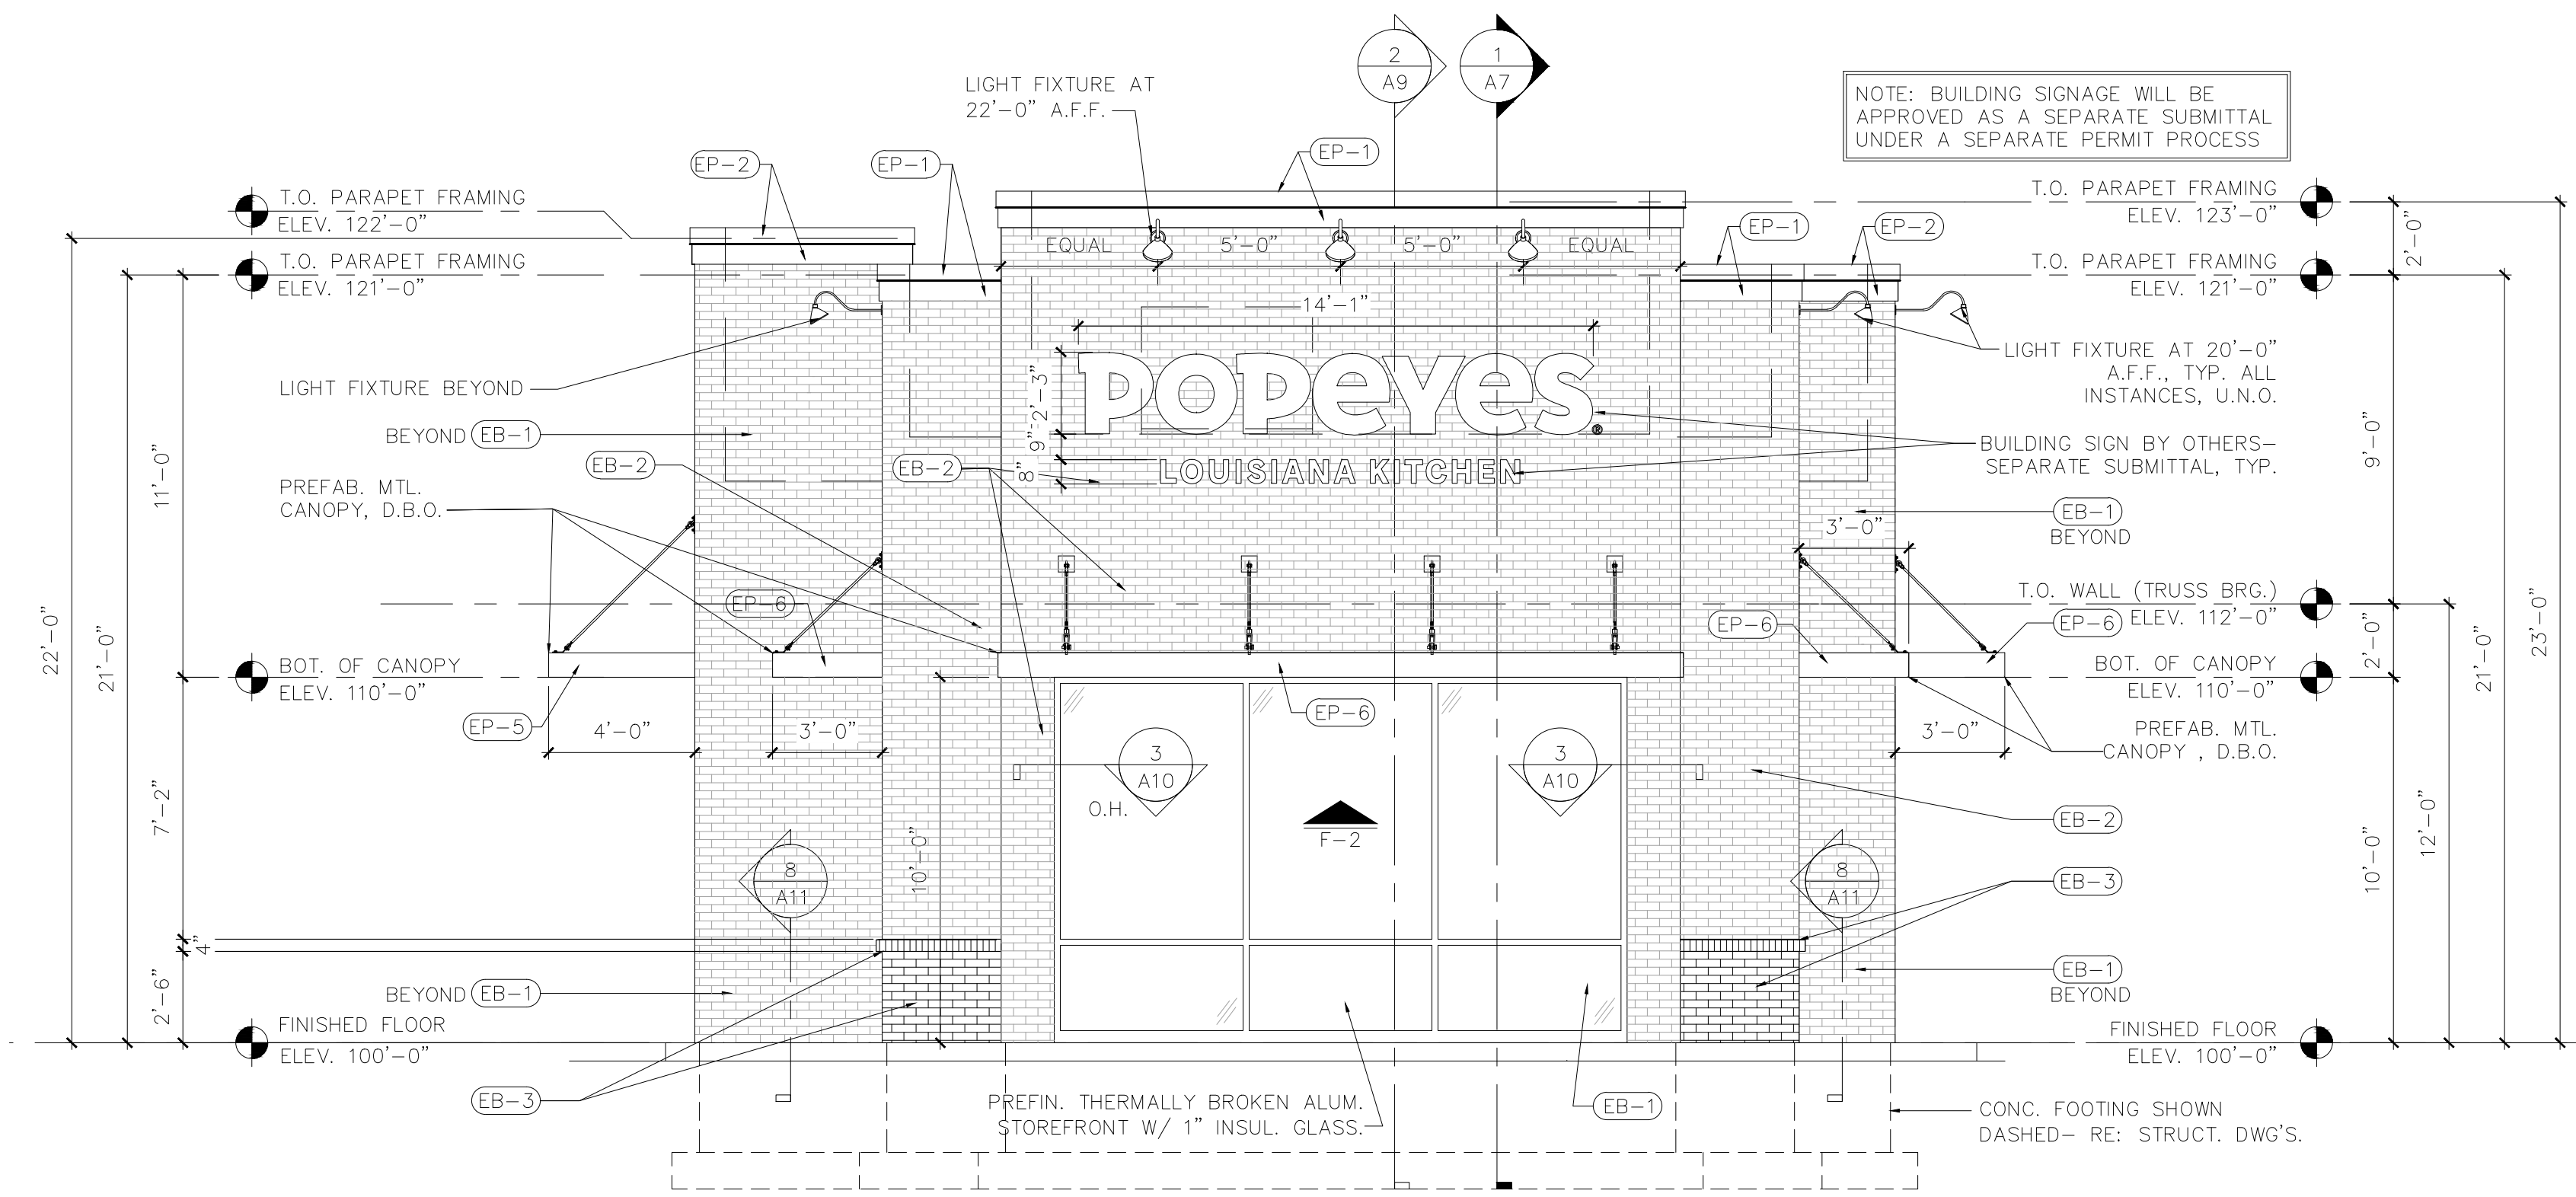 2
A9
1
A7
LIGHT FIXTURE AT
22'-0" A.F.F.
NOTE: BUILDING SIGNAGE WILL BE
APPROVED AS A SEPARATE SUBMITTAL
UNDER A SEPARATE PERMIT PROCESS
EP-2
EP-1
EP-1
T.O. PARAPET FRAMING
ELEV. 122'-0"
T.O. PARAPET FRAMING
ELEV. 123'-0"
EP-1
EP-2
2'-0"
EQUAL
5'-0"
5'-0"
EQUAL
T.O. PARAPET FRAMING
ELEV. 121'-0"
T.O. PARAPET FRAMING
ELEV. 121'-0"
14'-1"
LIGHT FIXTURE BEYOND
LIGHT FIXTURE AT 20'-0"
A.F.F., TYP. ALL
INSTANCES, U.N.O.
2'-3"
POPEYES®
BEYOND EB-1
9"
BUILDING SIGN BY OTHERS-
SEPARATE SUBMITTAL, TYP.
9'-0"
EB-2
EB-2
8"
LOUISIANA KITCHEN
11'-0"
PREFAB. MTL.
CANOPY, D.B.O.
EB-1
BEYOND
3'-0"
T.O. WALL (TRUSS BRG.)
ELEV. 112'-0"
EP-6
EP-6
EP-6
22'-0"
21'-0"
2'-0"
21'-0"
23'-0"
BOT. OF CANOPY
ELEV. 110'-0"
BOT. OF CANOPY
ELEV. 110'-0"
EP-5
4'-0"
3'-0"
EP-6
3'-0"
PREFAB. MTL.
CANOPY , D.B.O.
3
A10
3
A10
O.H.
F-2
7'-2"
EB-2
12'-0"
10'-0"
10'-0"
8
A11
8
A11
EB-3
4"
2'-6"
BEYOND EB-1
EB-1
BEYOND
FINISHED FLOOR
ELEV. 100'-0"
FINISHED FLOOR
ELEV. 100'-0"
EB-3
PREFIN. THERMALLY BROKEN ALUM.
STOREFRONT W/ 1" INSUL. GLASS.
EB-1
CONC. FOOTING SHOWN
DASHED- RE: STRUCT. DWG'S.